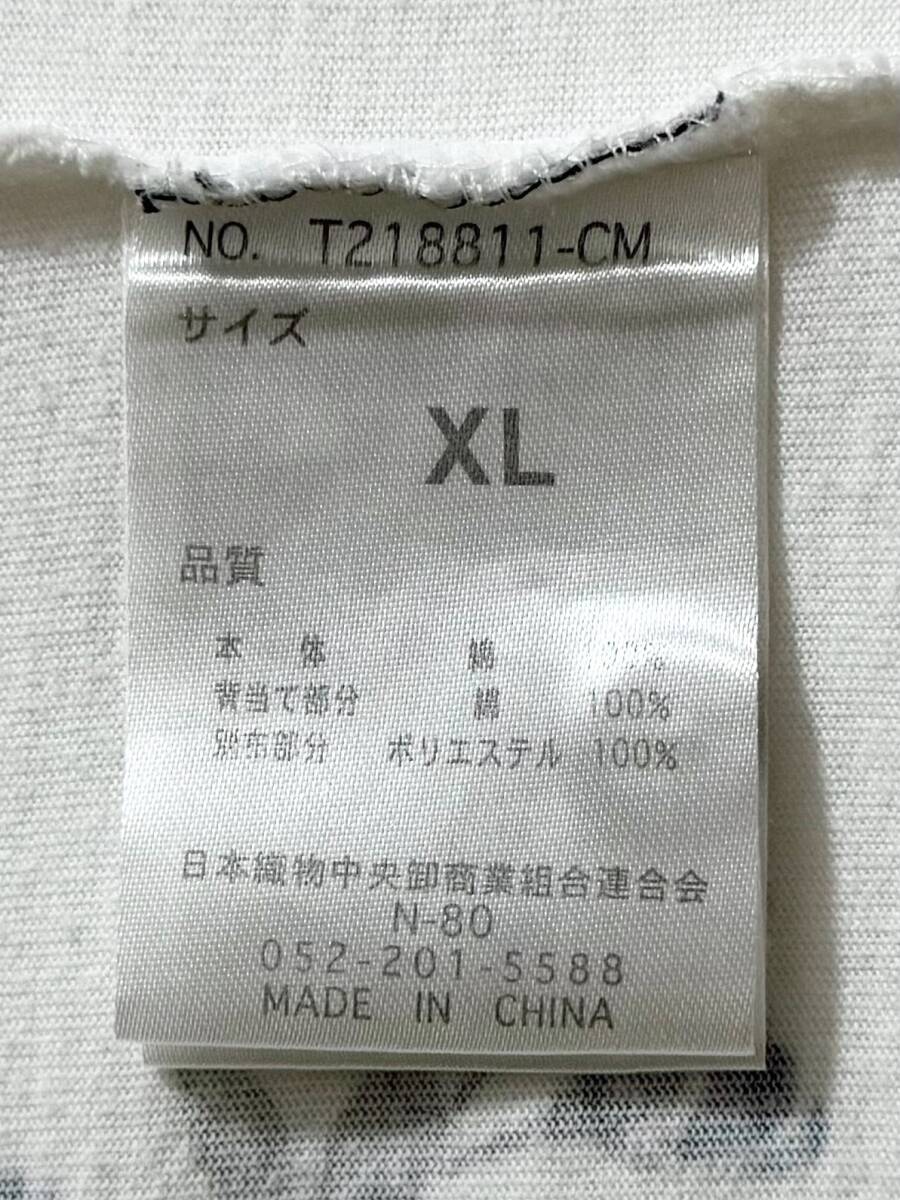 NO. T218811-CM
サイズ
XL
品質
本 体 綿
背当て部分 綿 100%
別布部分 ポリエステル 100%
日本織物中央卸商業組合連合会
N-80
052-201-5588
MADE IN CHINA